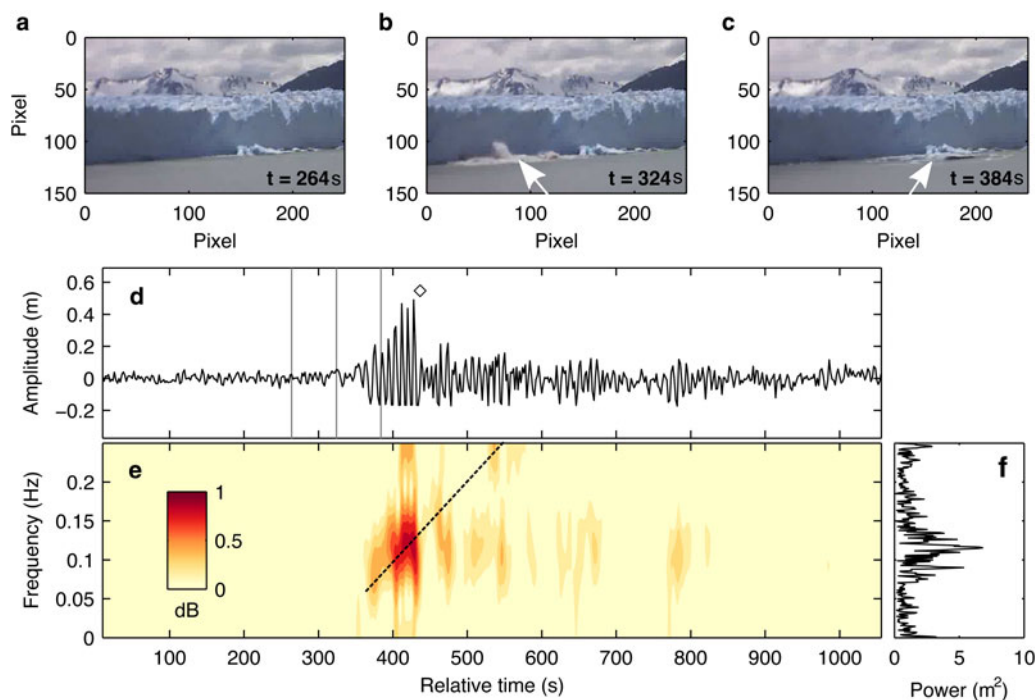 a
b
c
0
50
100
150
Pixel
t = 264s
0 100 200
Pixel
0
50
100
150
t = 324s
0 100 200
Pixel
0
50
100
150
t = 384s
0 100 200
Pixel
d
0.6
0.4
0.2
0
−0.2
Amplitude (m)
e
0.2
0.15
0.1
0.05
0
Frequency (Hz)
1
0.5
0
dB
100 200 300 400 500 600 700 800 900 1000
Relative time (s)
f
0 5 10
Power (m²)